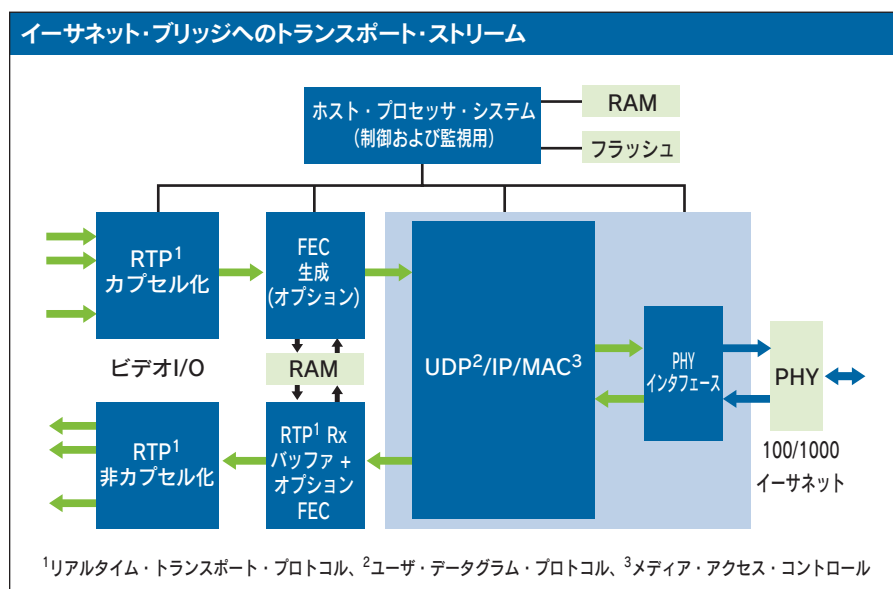 イーサネット・ブリッジへのトランスポート・ストリーム
ホスト・プロセッサ・システム
(制御および監視用)
RAM
フラッシュ
RTP¹
カプセル化
FEC
生成
(オプション)
UDP²/IP/MAC³
PHY
インタフェース
PHY
100/1000
イーサネット
ビデオI/O
RAM
RTP¹
非カプセル化
RTP¹ Rx
バッファ +
オプション
FEC
¹リアルタイム・トランスポート・プロトコル、²ユーザ・データグラム・プロトコル、³メディア・アクセス・コントロール